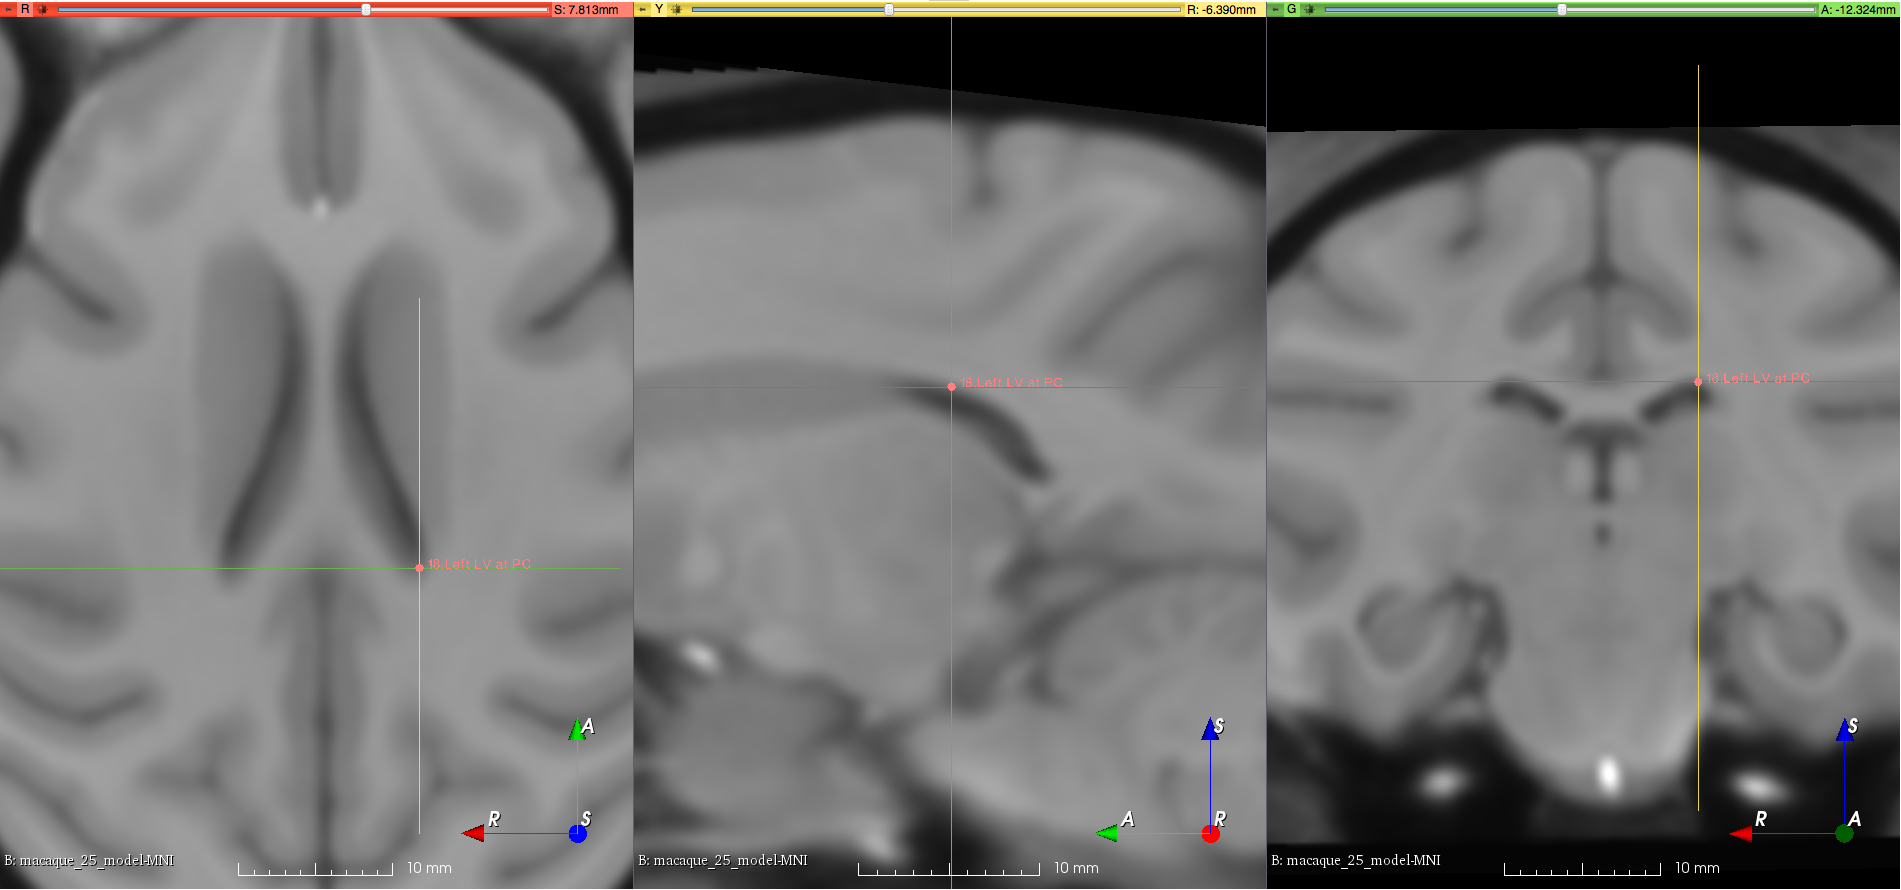 R S: 7.813mm
Y R: -6.390mm
G A: -12.324mm
18.Left LV at PC
18.Left LV at PC
18.Left LV at PC
A
R S
B: macaque_25_model-MNI
10 mm
S
A R
B: macaque_25_model-MNI
10 mm
S
R A
B: macaque_25_model-MNI
10 mm